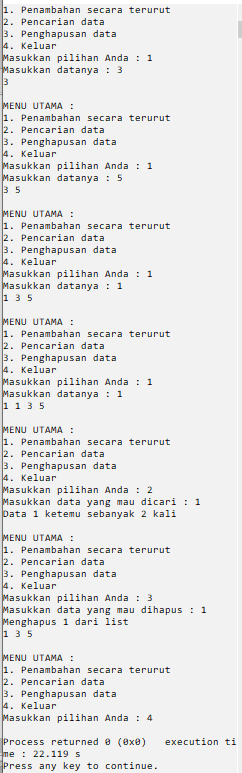 1. Penambahan secara terurut
2. Pencarian data
3. Penghapusan data
4. Keluar
Masukkan pilihan Anda : 1
Masukkan datanya : 3
3
MENU UTAMA :
1. Penambahan secara terurut
2. Pencarian data
3. Penghapusan data
4. Keluar
Masukkan pilihan Anda : 1
Masukkan datanya : 5
3 5
MENU UTAMA :
1. Penambahan secara terurut
2. Pencarian data
3. Penghapusan data
4. Keluar
Masukkan pilihan Anda : 1
Masukkan datanya : 1
1 3 5
MENU UTAMA :
1. Penambahan secara terurut
2. Pencarian data
3. Penghapusan data
4. Keluar
Masukkan pilihan Anda : 1
Masukkan datanya : 1
1 1 3 5
MENU UTAMA :
1. Penambahan secara terurut
2. Pencarian data
3. Penghapusan data
4. Keluar
Masukkan pilihan Anda : 2
Masukkan data yang mau dicari : 1
Data 1 ketemu sebanyak 2 kali
MENU UTAMA :
1. Penambahan secara terurut
2. Pencarian data
3. Penghapusan data
4. Keluar
Masukkan pilihan Anda : 3
Masukkan data yang mau dihapus : 1
Menghapus 1 dari list
1 3 5
MENU UTAMA :
1. Penambahan secara terurut
2. Pencarian data
3. Penghapusan data
4. Keluar
Masukkan pilihan Anda : 4
Process returned 0 (0x0)   execution ti
me : 22.119 s
Press any key to continue.